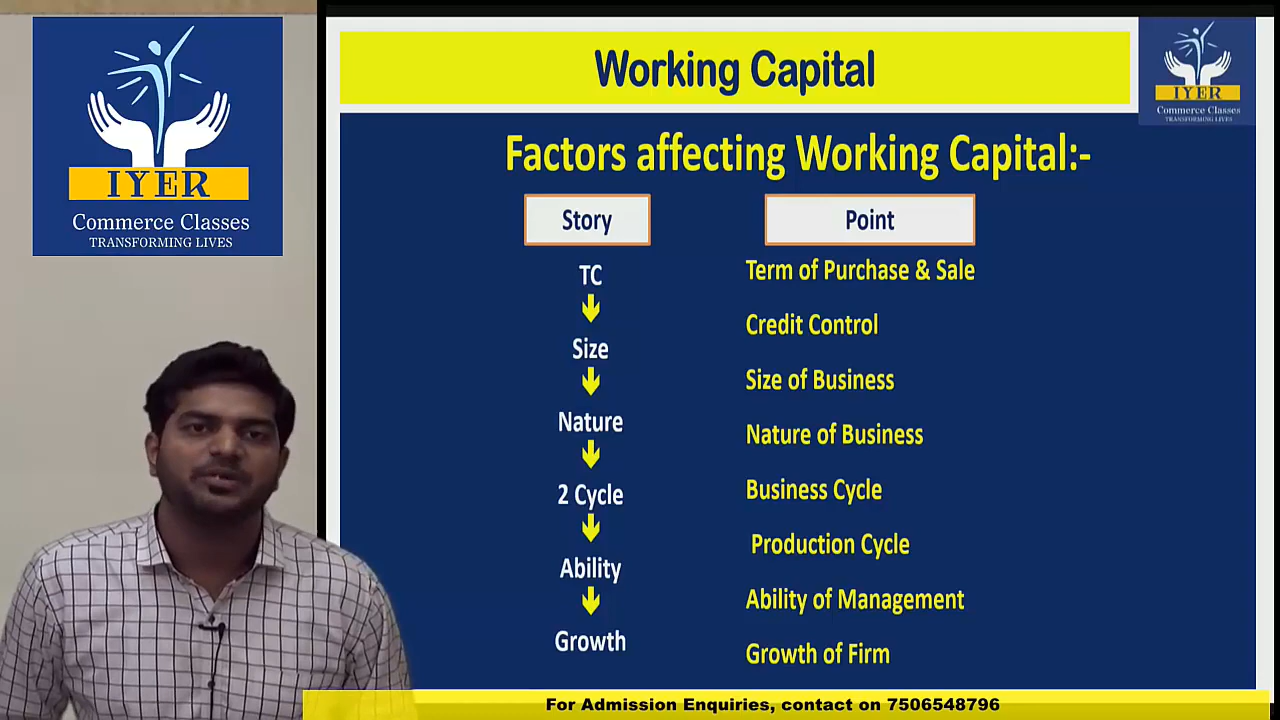 IYER
Commerce Classes
TRANSFORMING LIVES
Working Capital
IYER
Commerce Classes
TRANSFORMING LIVES
Factors affecting Working Capital:-
Story
Point
TC
Size
Nature
2 Cycle
Ability
Growth
Term of Purchase & Sale
Credit Control
Size of Business
Nature of Business
Business Cycle
Production Cycle
Ability of Management
Growth of Firm
For Admission Enquiries, contact on 7506548796